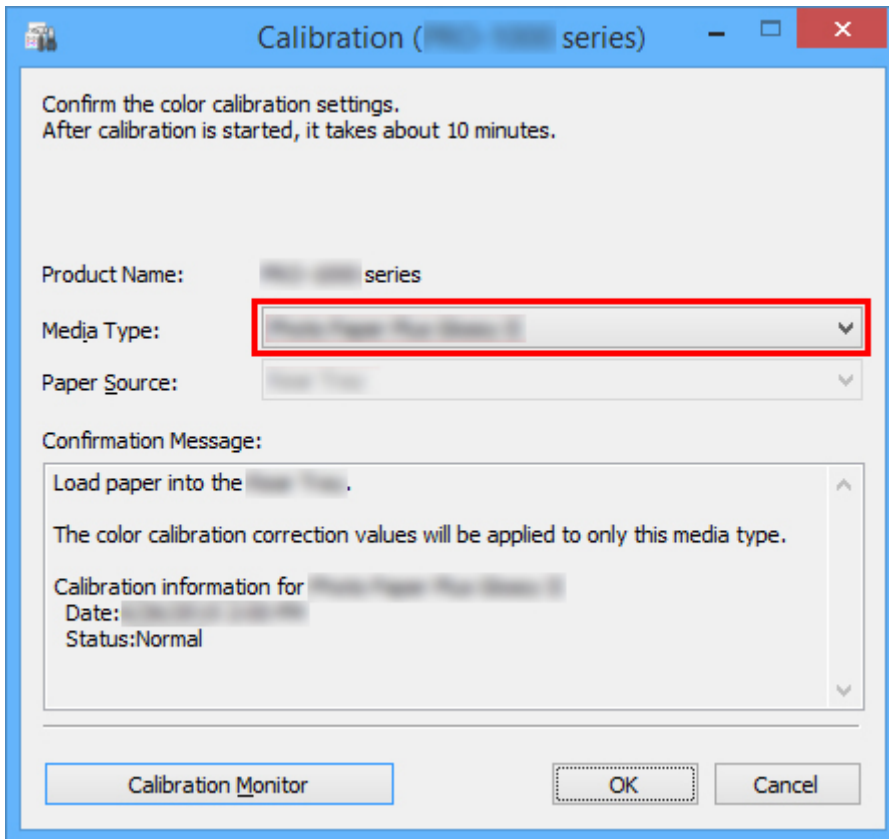 Calibration ( series)
Confirm the color calibration settings.
After calibration is started, it takes about 10 minutes.
Product Name: series
Media Type:
Paper Source:
Confirmation Message:
Load paper into the .
The color calibration correction values will be applied to only this media type.
Calibration information for
Date:
Status:Normal
Calibration Monitor
OK
Cancel